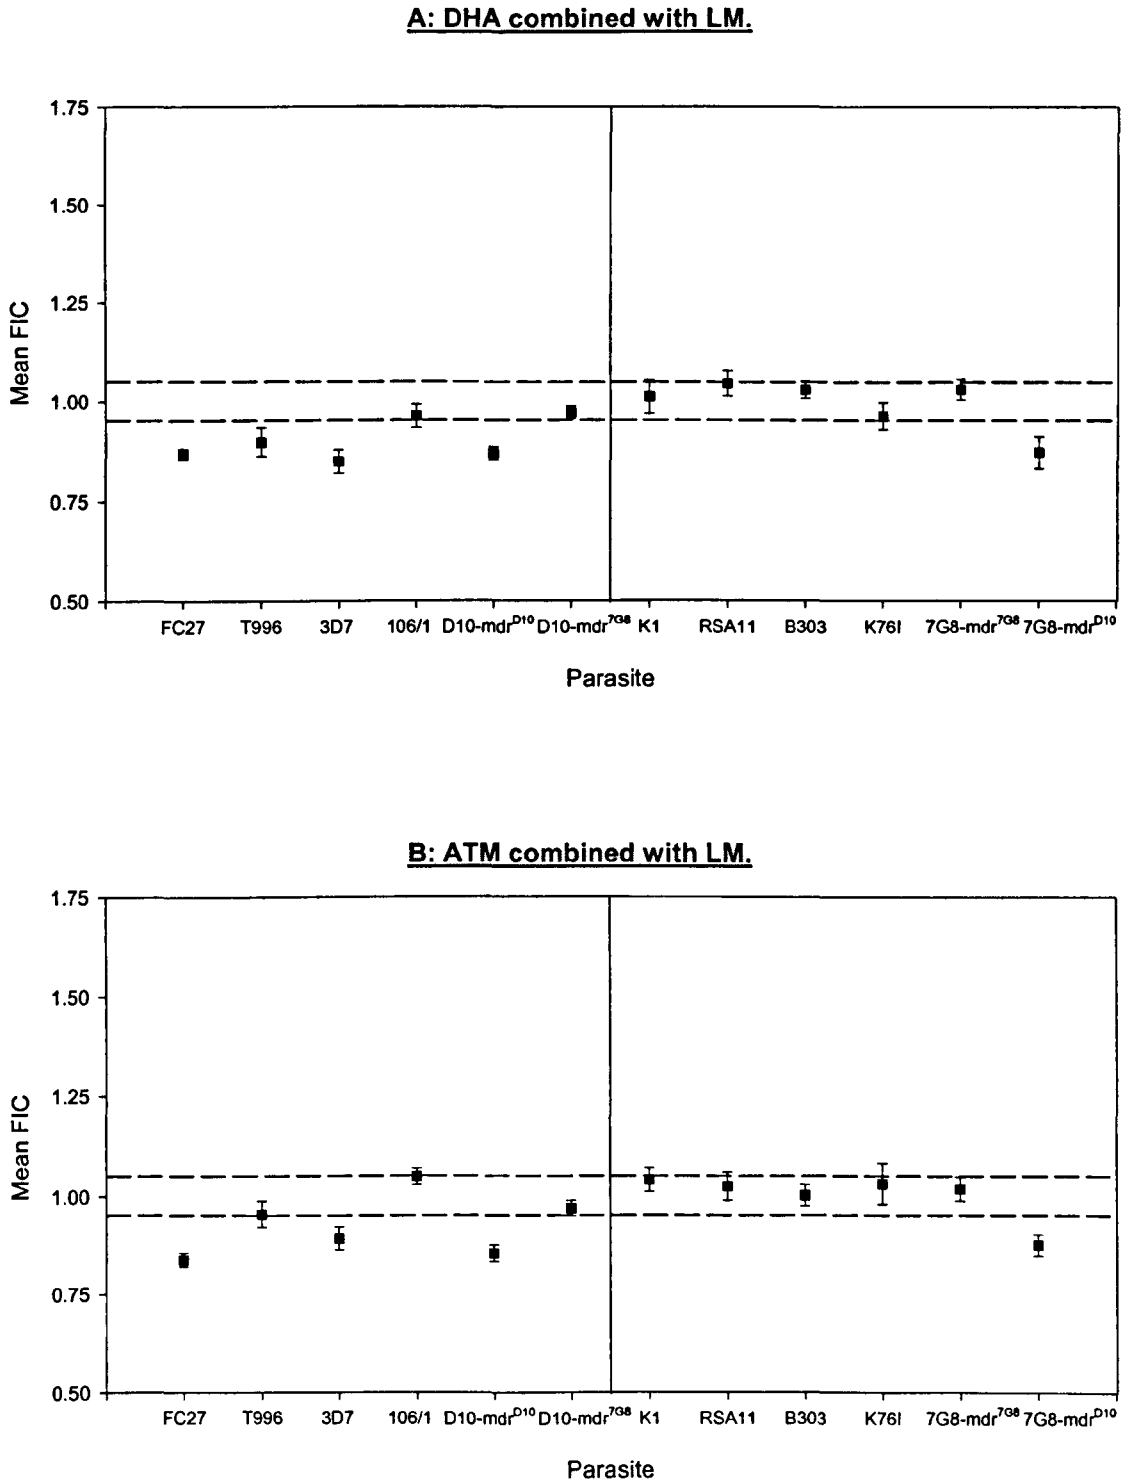 A: DHA combined with LM.
1.75
1.50
1.25
1.00
0.75
0.50
Mean FIC
FC27 T996 3D7 106/1 D10-mdrD10 D10-mdr7G8 K1 RSA11 B303 K76I 7G8-mdr7G8 7G8-mdrD10
Parasite
B: ATM combined with LM.
1.75
1.50
1.25
1.00
0.75
0.50
Mean FIC
FC27 T996 3D7 106/1 D10-mdrD10 D10-mdr7G8 K1 RSA11 B303 K76I 7G8-mdr7G8 7G8-mdrD10
Parasite